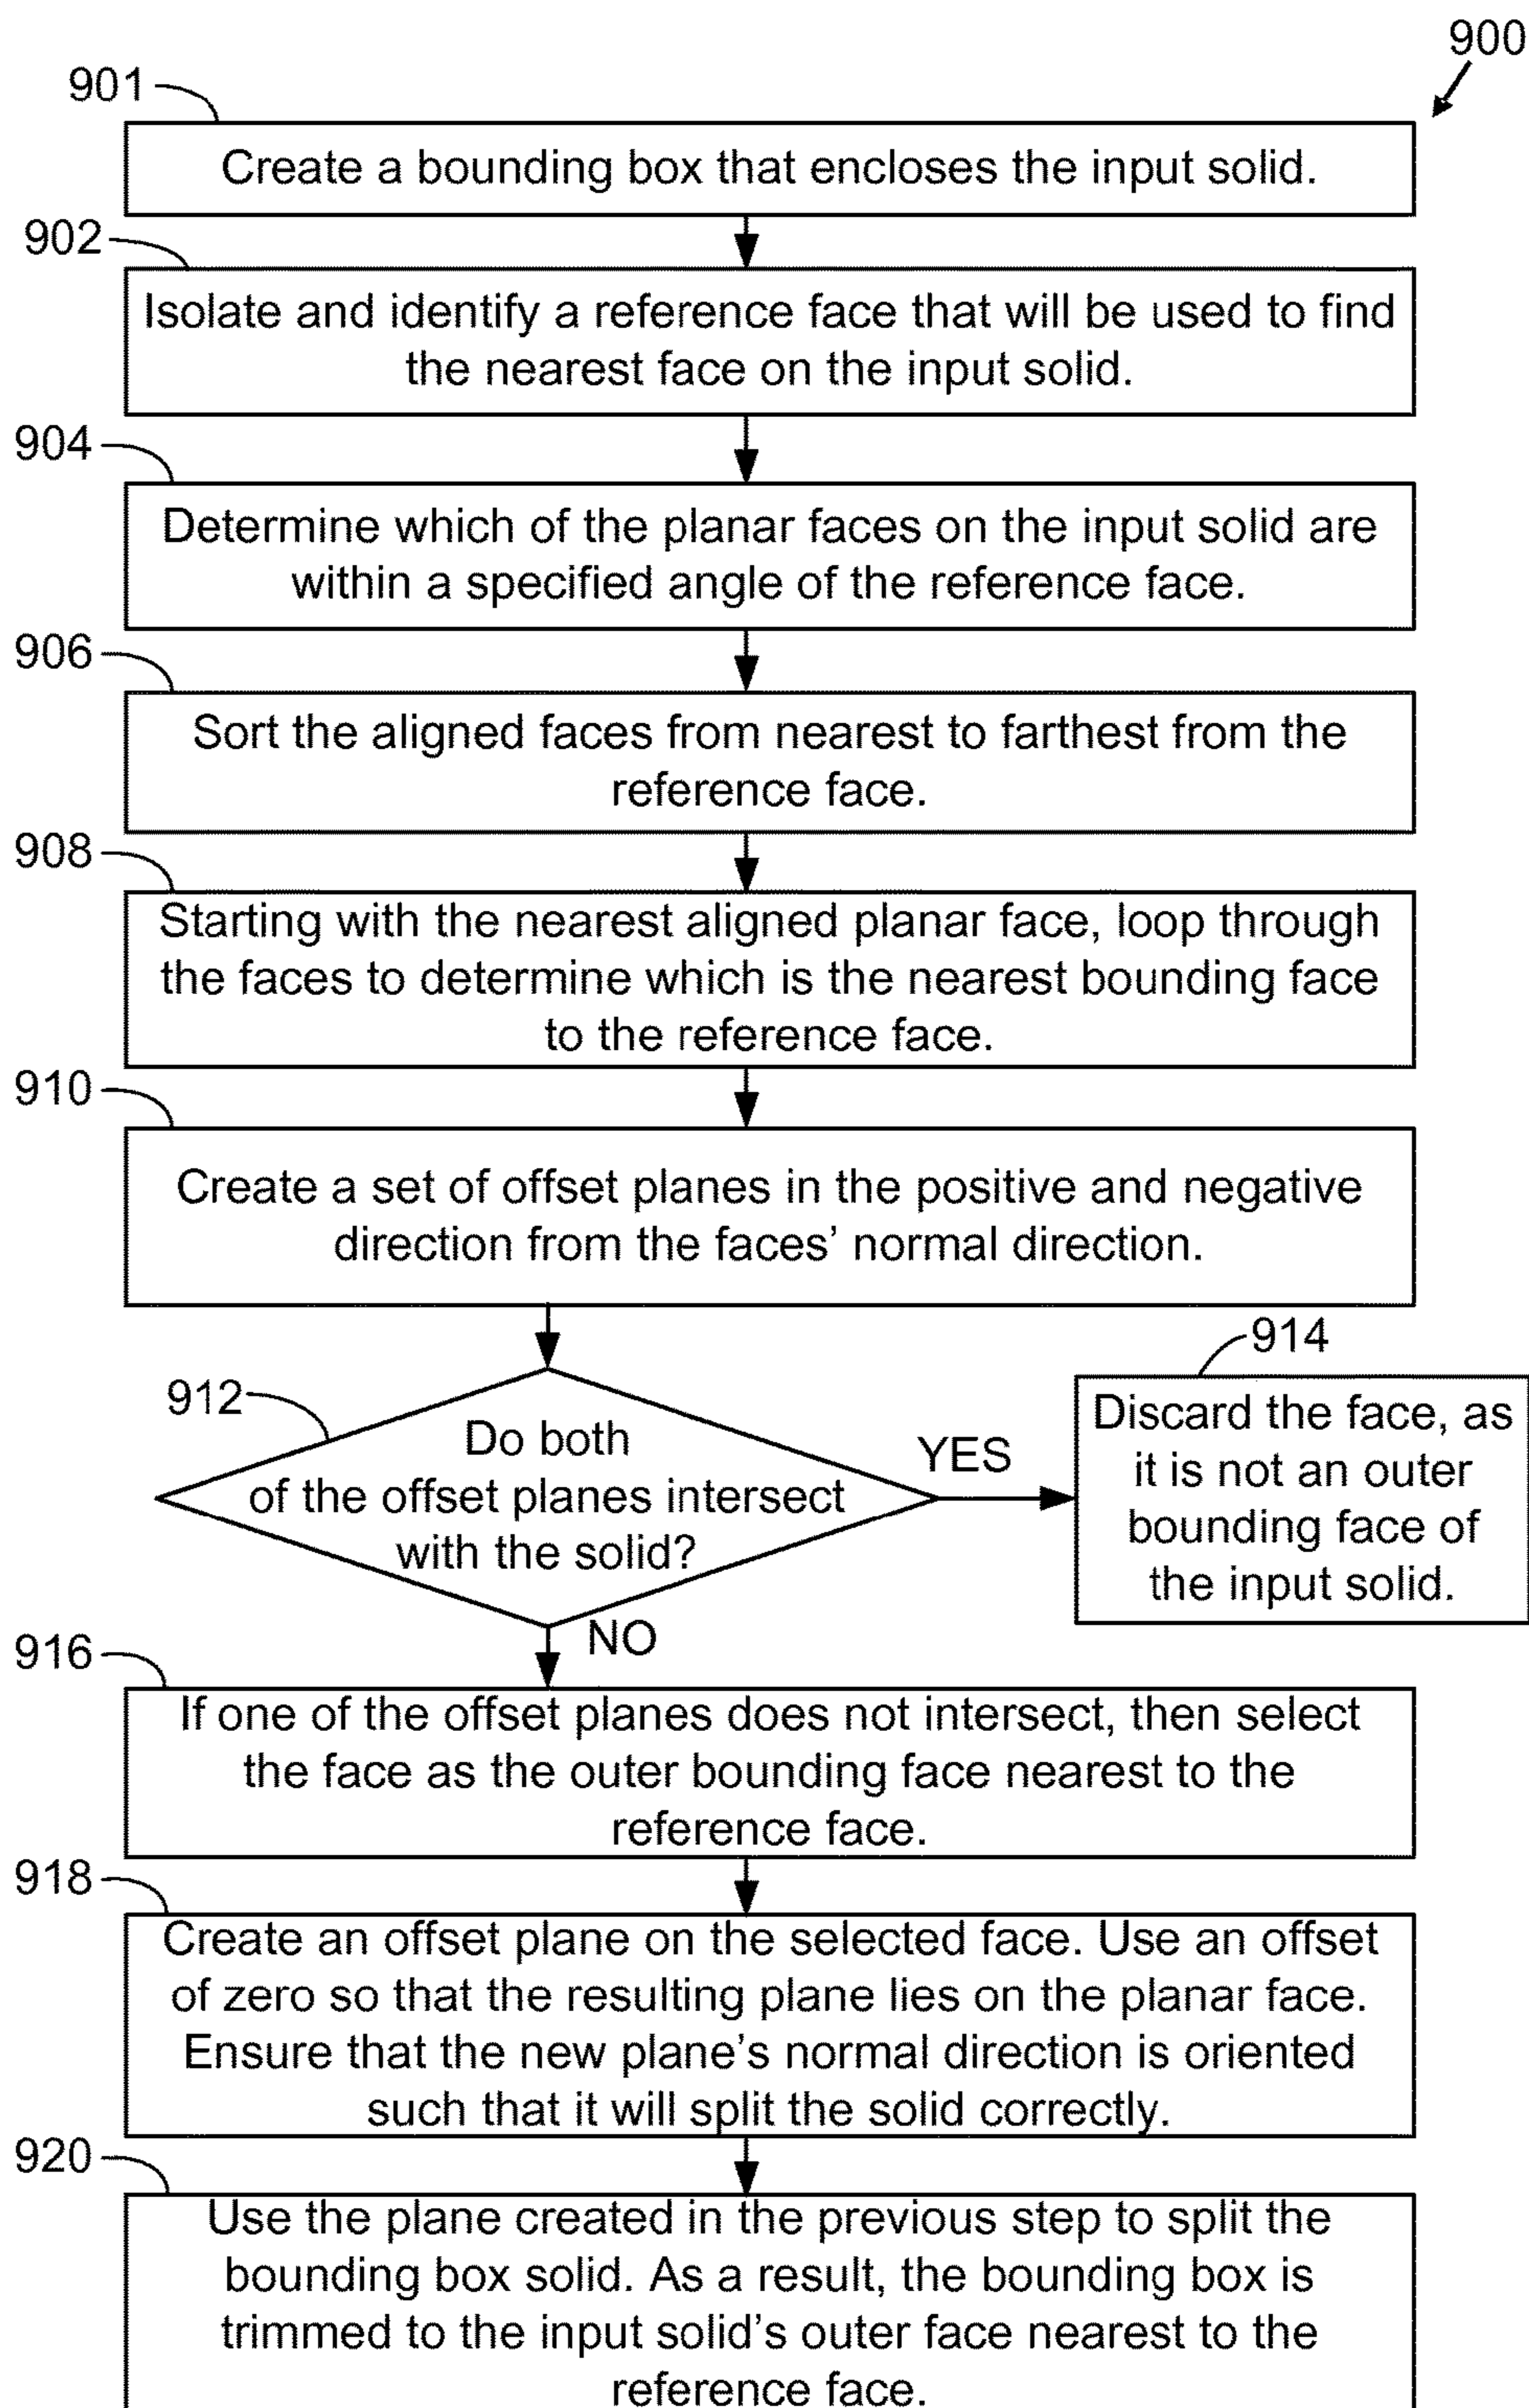 900
901
Create a bounding box that encloses the input solid.
902
Isolate and identify a reference face that will be used to find
the nearest face on the input solid.
904
Determine which of the planar faces on the input solid are
within a specified angle of the reference face.
906
Sort the aligned faces from nearest to farthest from the
reference face.
908
Starting with the nearest aligned planar face, loop through
the faces to determine which is the nearest bounding face
to the reference face.
910
Create a set of offset planes in the positive and negative
direction from the faces’ normal direction.
912
Do both
of the offset planes intersect
with the solid?
YES
914
Discard the face, as
it is not an outer
bounding face of
the input solid.
NO
916
If one of the offset planes does not intersect, then select
the face as the outer bounding face nearest to the
reference face.
918
Create an offset plane on the selected face. Use an offset
of zero so that the resulting plane lies on the planar face.
Ensure that the new plane’s normal direction is oriented
such that it will split the solid correctly.
920
Use the plane created in the previous step to split the
bounding box solid. As a result, the bounding box is
trimmed to the input solid’s outer face nearest to the
reference face.